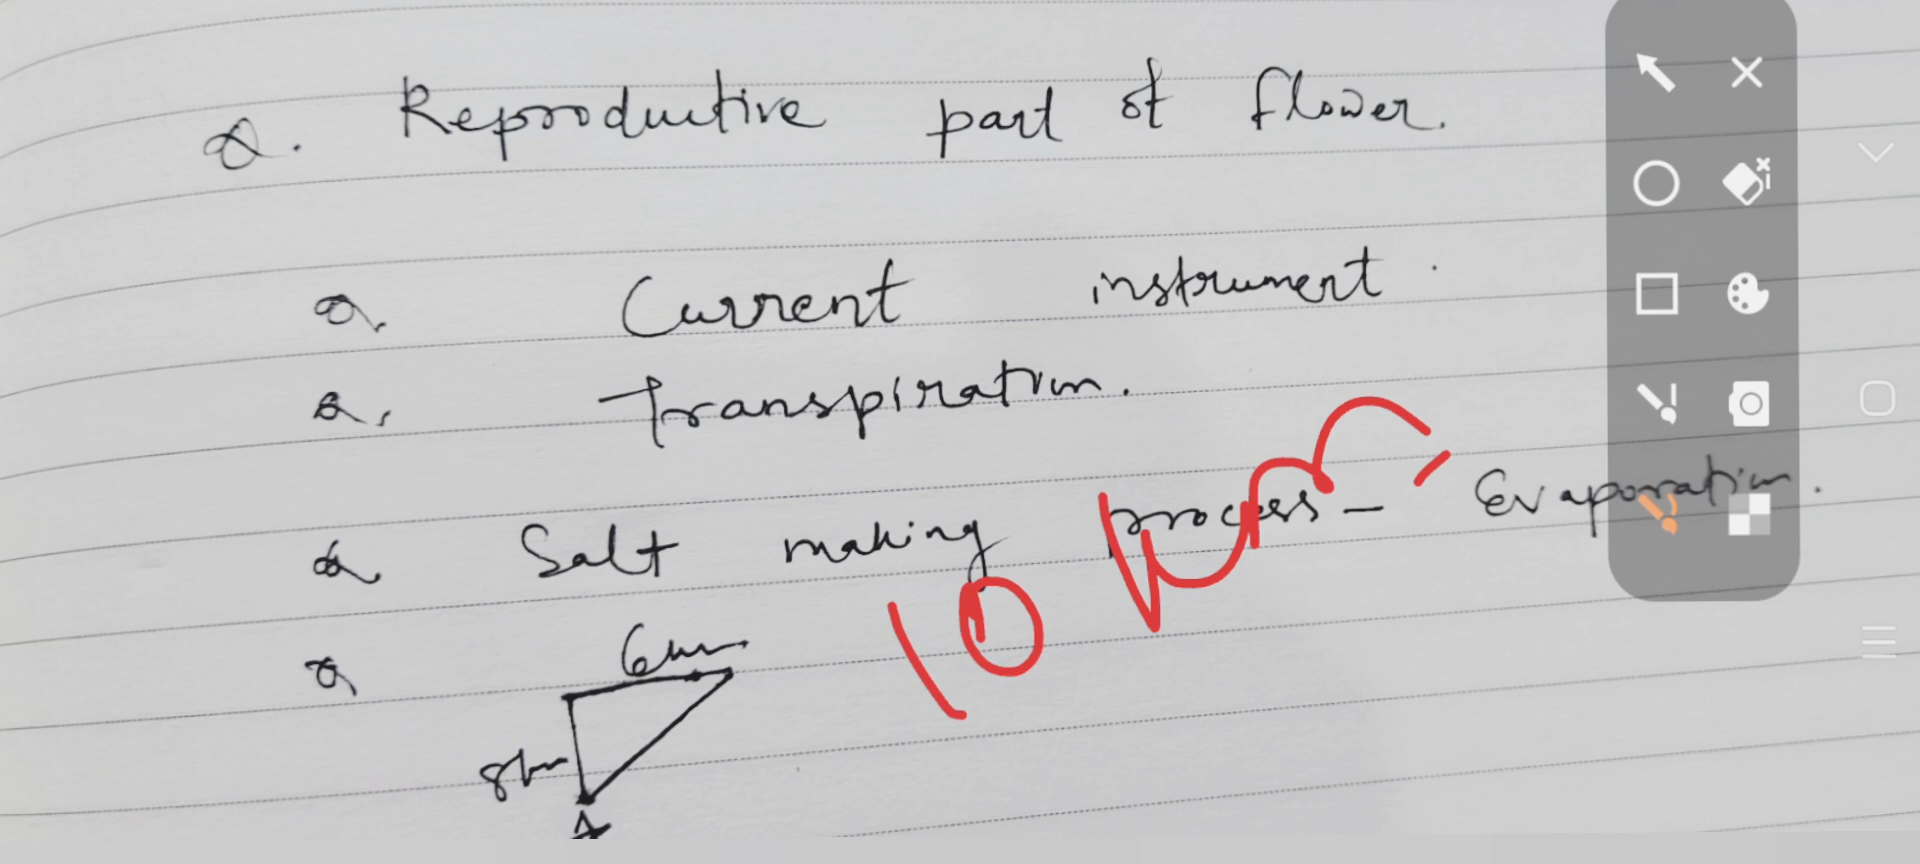 Q. Reproductive part of flower.
Q. Current instrument.
Q. Transpiration.
Q. Salt making process - Evaporation.
10 km
Q. 6km
8km
A